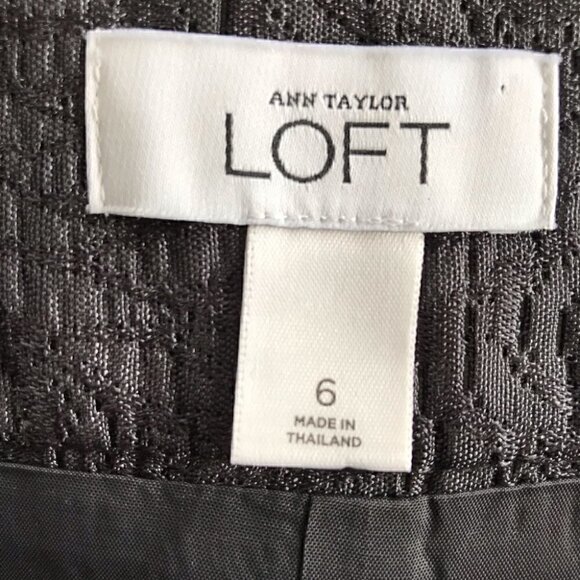 ANN TAYLOR
LOFT
6
MADE IN
THAILAND